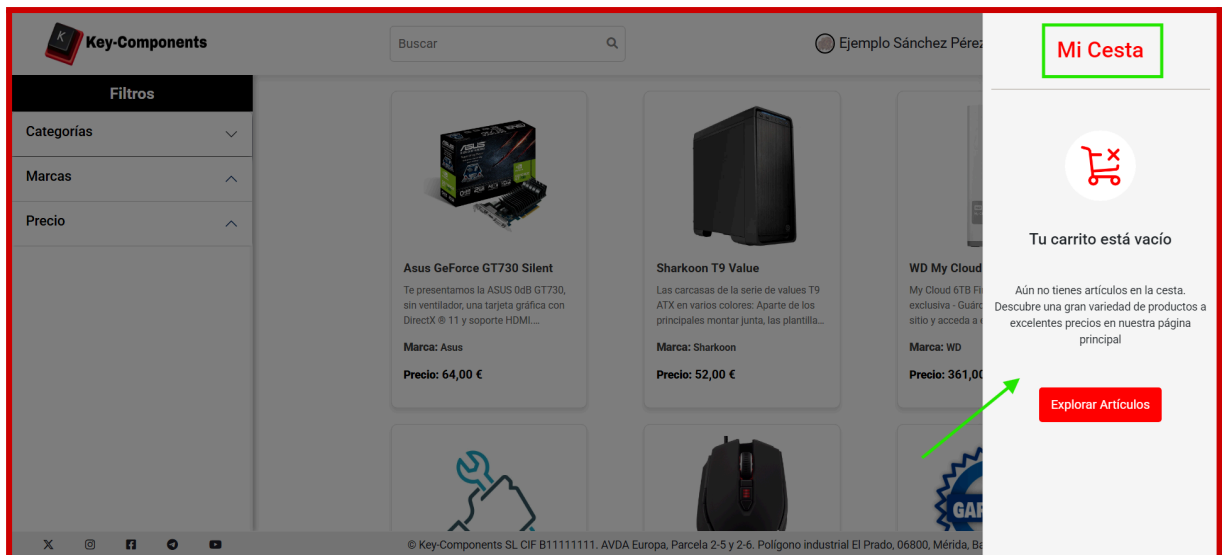 Key-Components
Buscar
Ejemplo Sánchez Pérez
Mi Cesta
Filtros
Categorías
Marcas
Precio
Asus GeForce GT730 Silent
Te presentamos la ASUS 0dB GT730,
sin ventilador, una tarjeta gráfica con
DirectX ® 11 y soporte HDMI....
Marca: Asus
Precio: 64,00 €
Sharkoon T9 Value
Las carcasas de la serie de values T9
ATX en varios colores: Aparte de los
principales montar junta, las plantilla...
Marca: Sharkoon
Precio: 52,00 €
WD My Cloud
My Cloud 6TB
exclusiva -
sitio y acceda a
Marca: WD
Precio: 361,00
Tu carrito está vacío
Aún no tienes artículos en la cesta.
Descubre una gran variedad de productos a
excelentes precios en nuestra página
principal
Explorar Artículos
© Key-Components SL CIF B11111111. AVDA Europa, Parcela 2-5 y 2-6. Polígono industrial El Prado, 06800, Mérida,